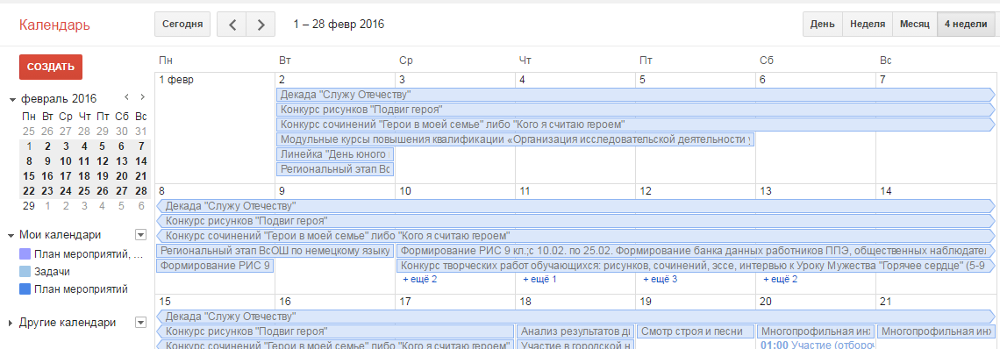 Календарь Сегодня 1 – 28 февр 2016 День Неделя Месяц 4 недели
СОЗДАТЬ
февраль 2016
Пн Вт Ср Чт Пт Сб Вс
25 26 27 28 29 30 31
1 2 3 4 5 6 7
8 9 10 11 12 13 14
15 16 17 18 19 20 21
22 23 24 25 26 27 28
29 1 2 3 4 5 6
Мои календари
План мероприятий, ...
Задачи
План мероприятий
Другие календари
Пн Вт Ср Чт Пт Сб Вс
1 февр 2 3 4 5 6 7
Декада "Служу Отечеству"
Конкурс рисунков "Подвиг героя"
Конкурс сочинений "Герои в моей семье" либо "Кого я считаю героем"
Модульные курсы повышения квалификации «Организация исследовательской деятельности
Линейка "День юного
Региональный этап
8 9 10 11 12 13 14
Декада "Служу Отечеству"
Конкурс рисунков "Подвиг героя"
Конкурс сочинений "Герои в моей семье" либо "Кого я считаю героем"
Региональный этап ВсОШ по немецкому языку Формирование РИС 9 кл.;с 10.02. по 25.02. Формирование банка данных работников ППЭ, общественных
Формирование РИС 9 Конкурс творческих работ обучающихся: рисунков, сочинений, эссе, интервью к Уроку Мужества "Горячее сердце" (5-9
+ ещё 2 + ещё 1 + ещё 3 + ещё 2
15 16 17 18 19 20 21
Декада "Служу Отечеству"
Конкурс рисунков "Подвиг героя" Анализ результатов Смотр строя и песни Многопрофильная Многопрофильная
Конкурс сочинений "Герои в моей семье" либо "Кого я считаю героем" Участие в городской 01:00 Участие